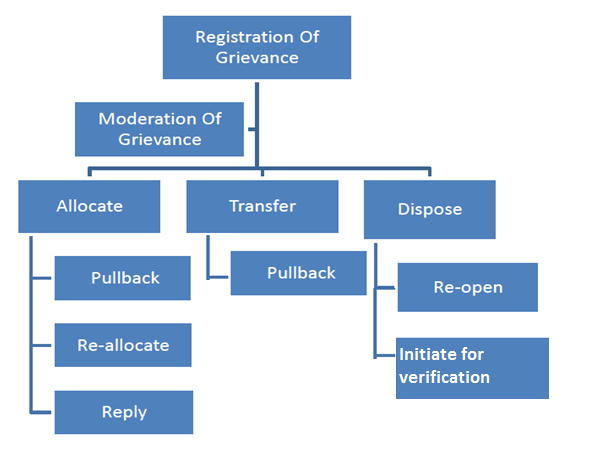 Registration Of
Grievance
Moderation Of
Grievance
Allocate
Transfer
Dispose
Pullback
Pullback
Re-open
Re-allocate
Initiate for
verification
Reply